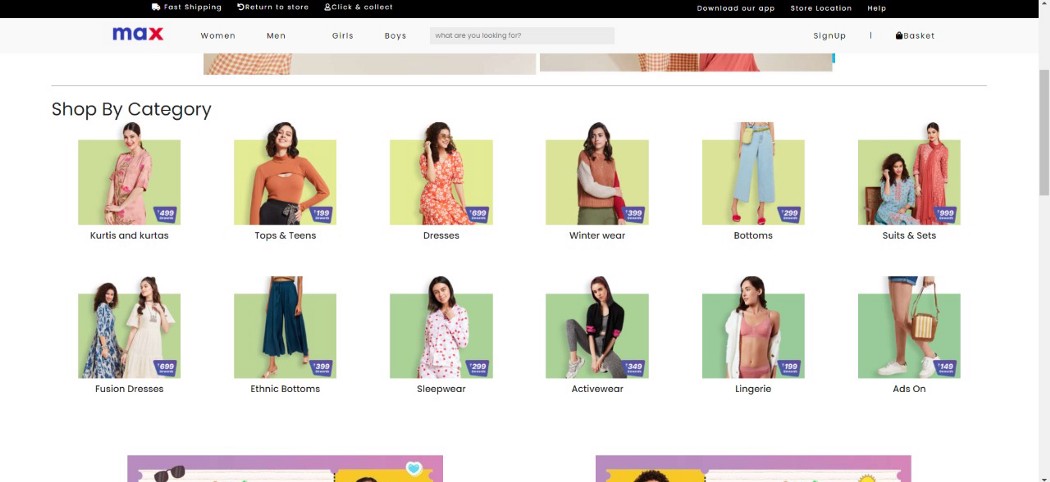 Fast Shipping Return to store Click & collect Download our app Store Location Help
max Women Men Girls Boys what are you looking for? SignUp | Basket
Shop By Category
499 199 699 399 299 999
Kurtis and kurtas Tops & Teens Dresses Winter wear Bottoms Suits & Sets
699 399 299 349 199 149
Fusion Dresses Ethnic Bottoms Sleepwear Activewear Lingerie Ads On